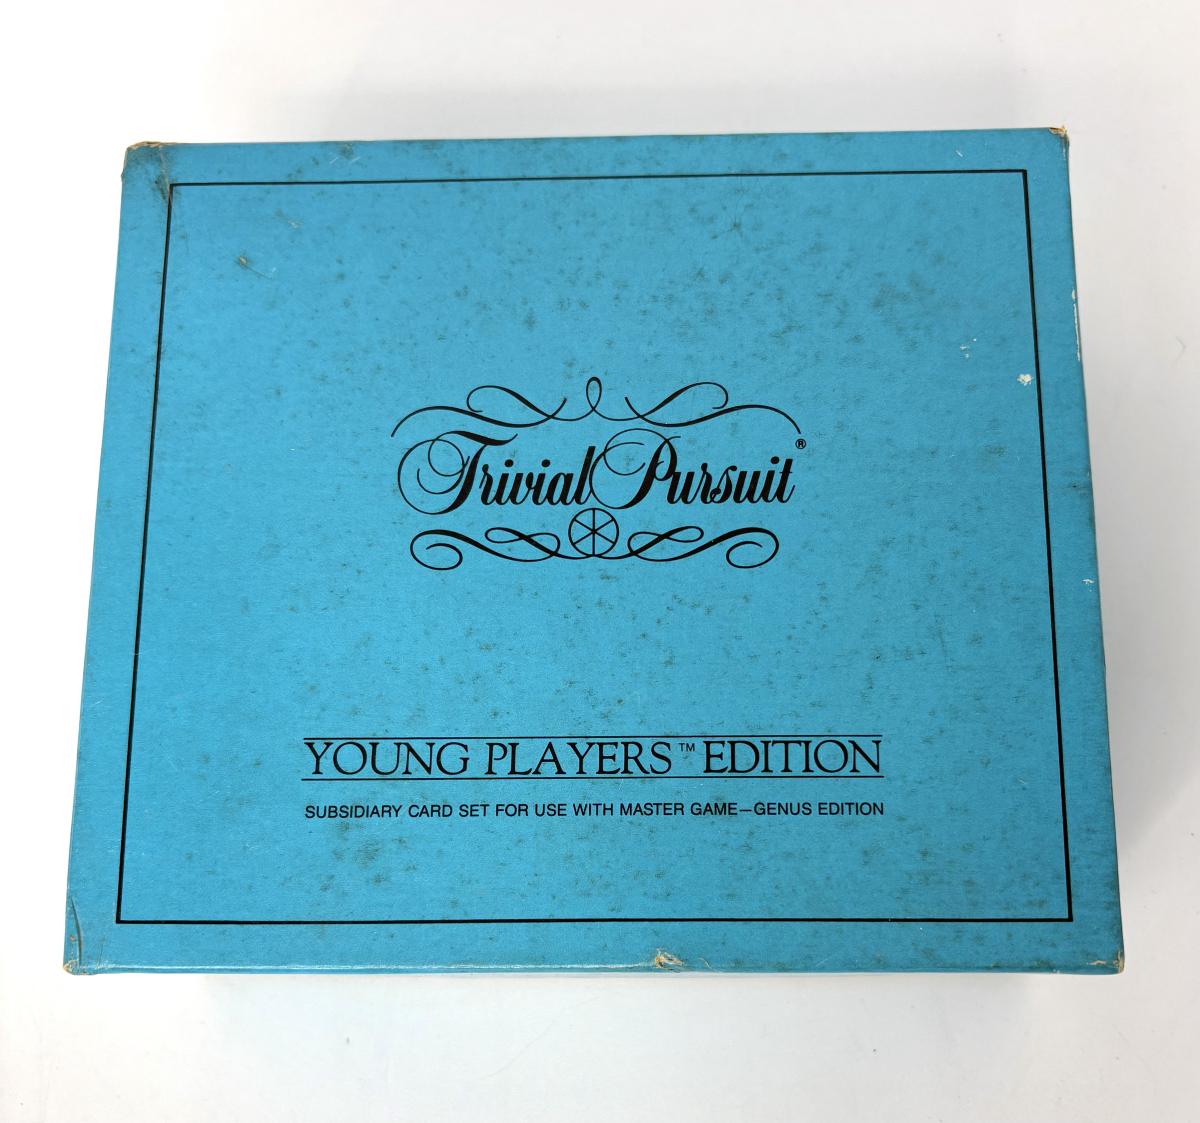 Trivial Pursuit®
YOUNG PLAYERS™ EDITION
SUBSIDIARY CARD SET FOR USE WITH MASTER GAME—GENUS EDITION